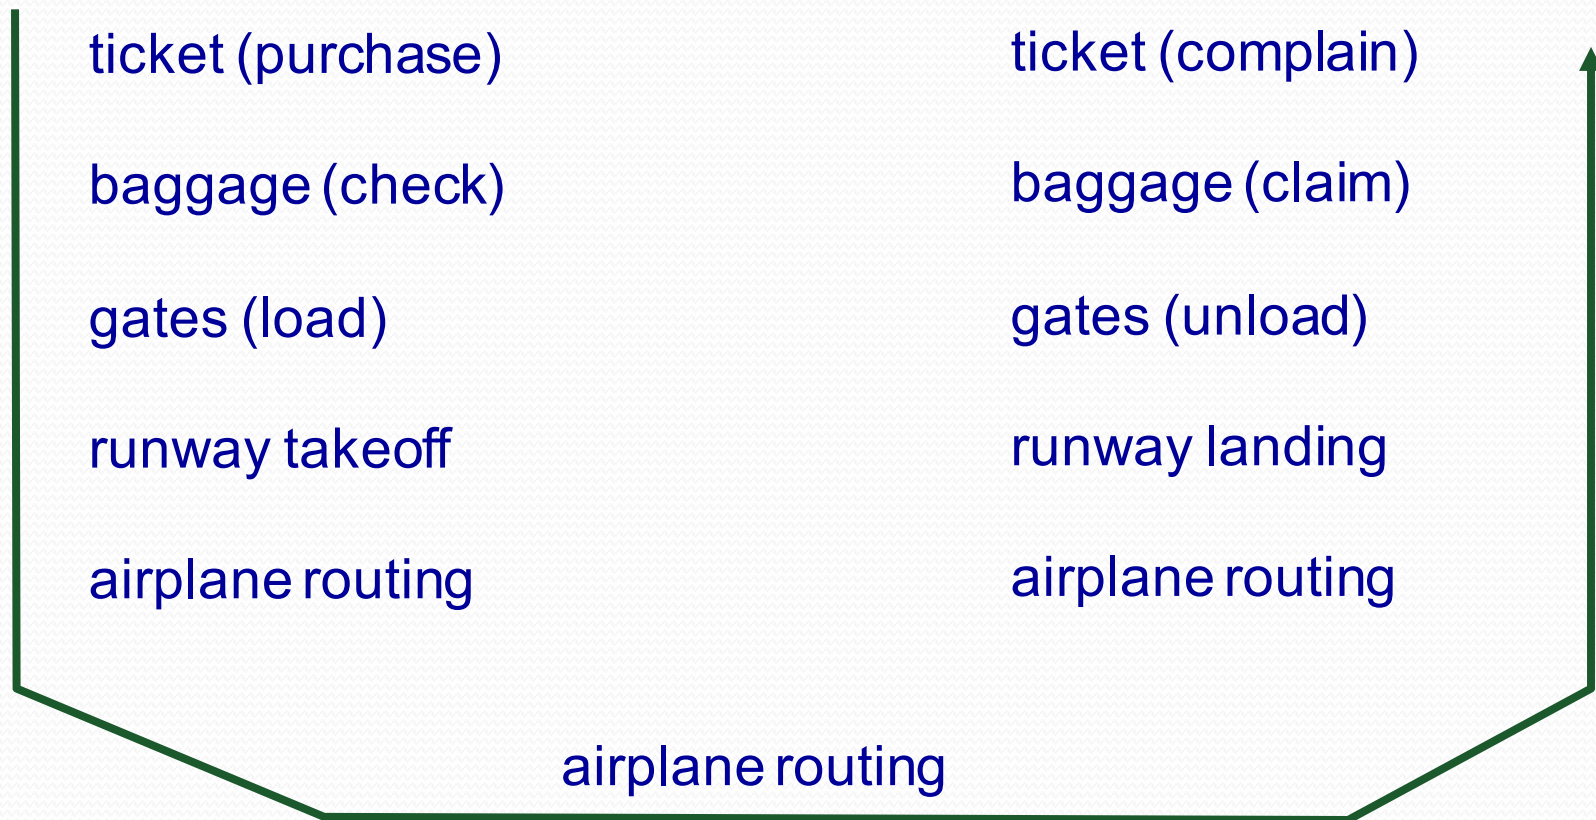 ticket (purchase)
baggage (check)
gates (load)
runway takeoff
airplane routing
airplane routing
ticket (complain)
baggage (claim)
gates (unload)
runway landing
airplane routing